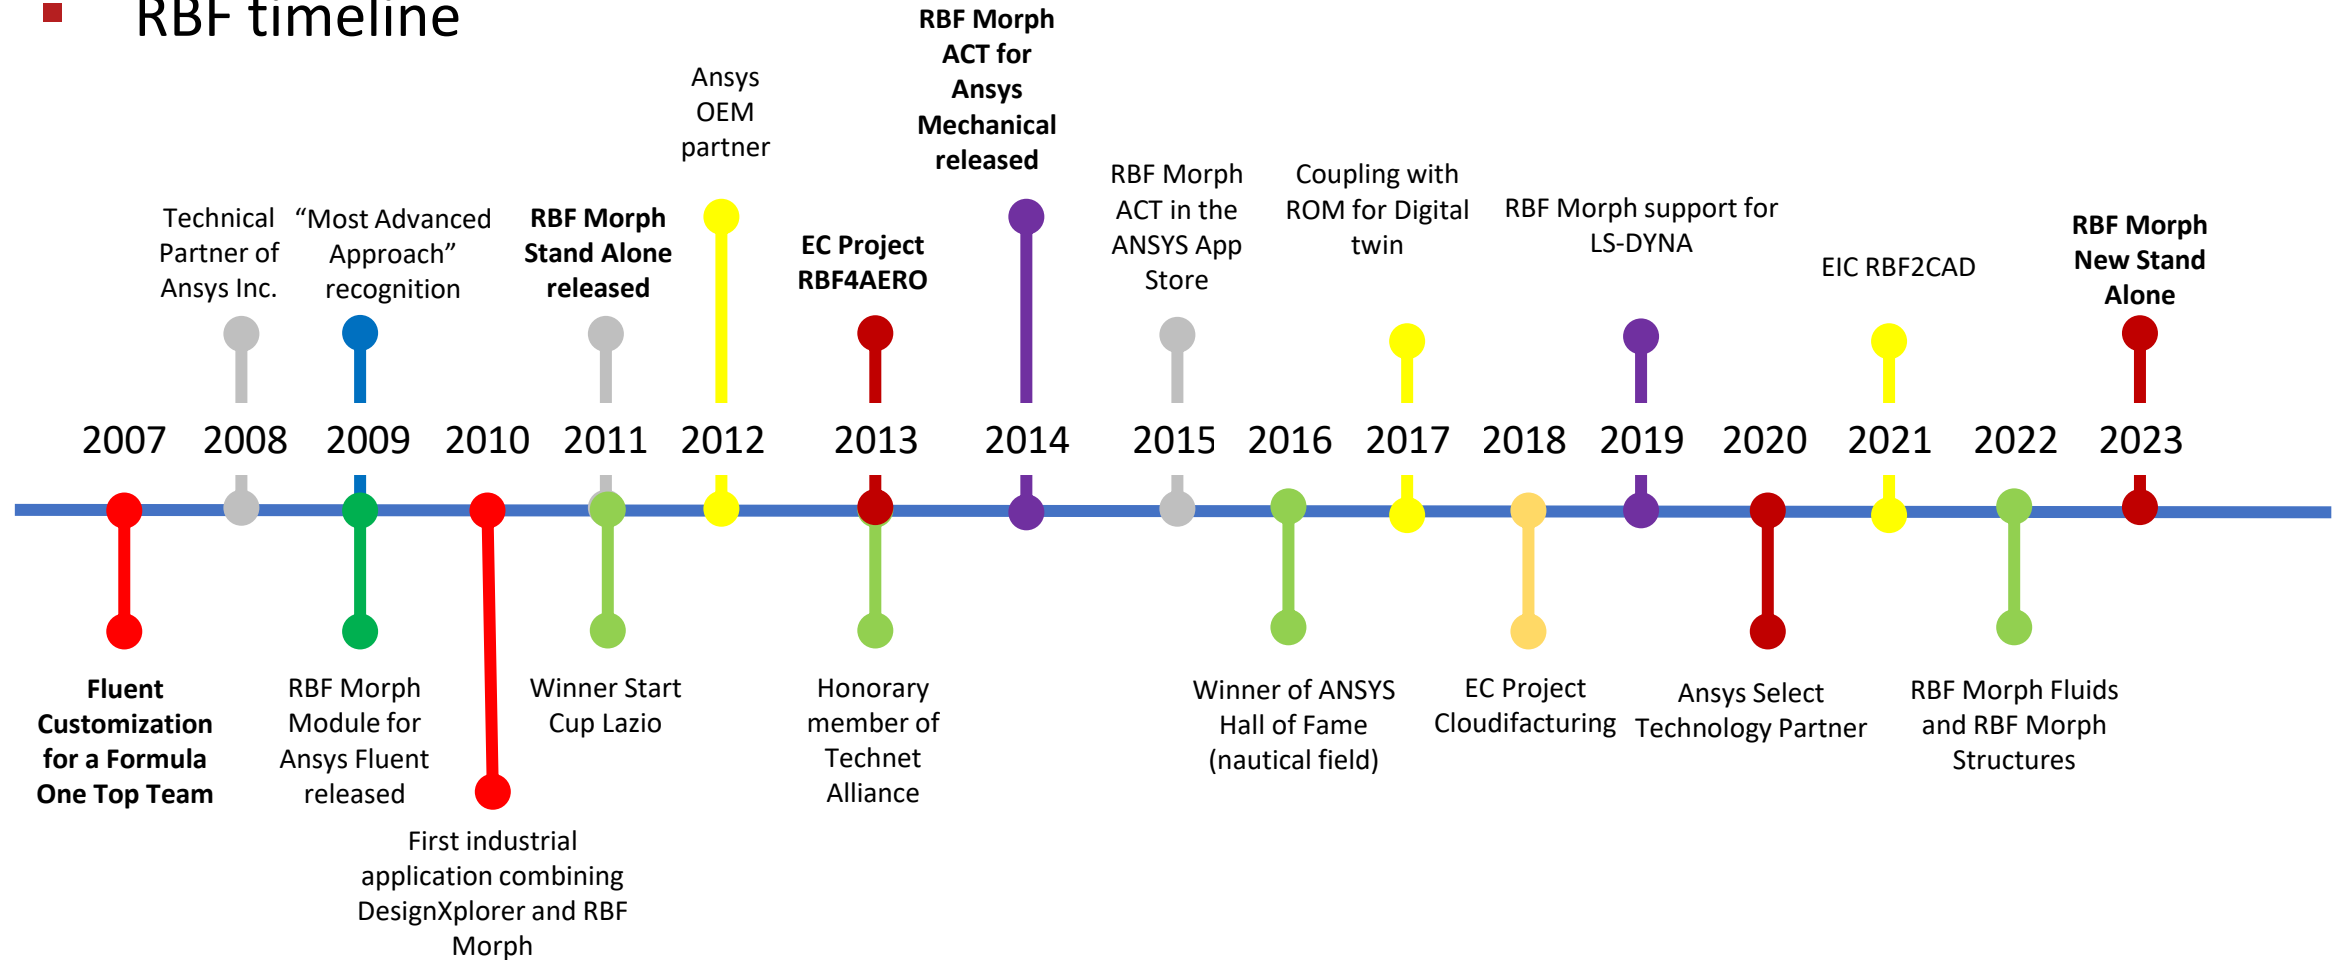 RBF timeline
RBF Morph
ACT for
Ansys
Mechanical
released
Ansys
OEM
partner
Technical
Partner of
Ansys Inc.
“Most Advanced
Approach”
recognition
RBF Morph
Stand Alone
released
EC Project
RBF4AERO
RBF Morph
ACT in the
ANSYS App
Store
Coupling with
ROM for Digital
twin
RBF Morph support for
LS-DYNA
EIC RBF2CAD
RBF Morph
New Stand
Alone
2007 2008 2009 2010 2011 2012 2013 2014 2015 2016 2017 2018 2019 2020 2021 2022 2023
Fluent
Customization
for a Formula
One Top Team
RBF Morph
Module for
Ansys Fluent
released
First industrial
application combining
DesignXplorer and RBF
Morph
Winner Start
Cup Lazio
Honorary
member of
Technet
Alliance
Winner of ANSYS
Hall of Fame
(nautical field)
EC Project
Cloudifacturing
Ansys Select
Technology Partner
RBF Morph Fluids
and RBF Morph
Structures